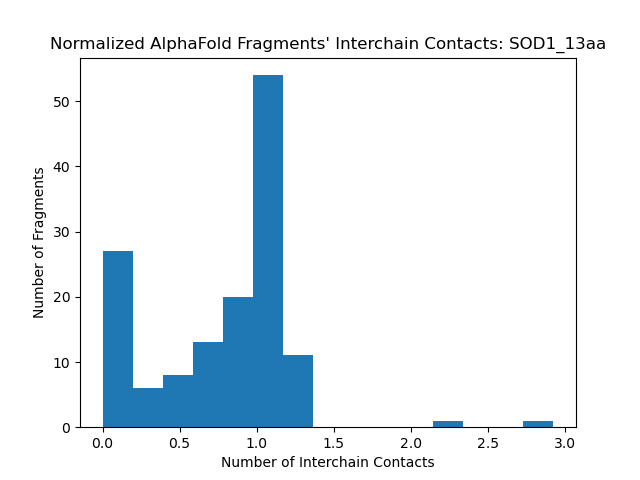 Normalized AlphaFold Fragments' Interchain Contacts: SOD1_13aa
50
40
30
20
10
0
Number of Fragments
0.0 0.5 1.0 1.5 2.0 2.5 3.0
Number of Interchain Contacts